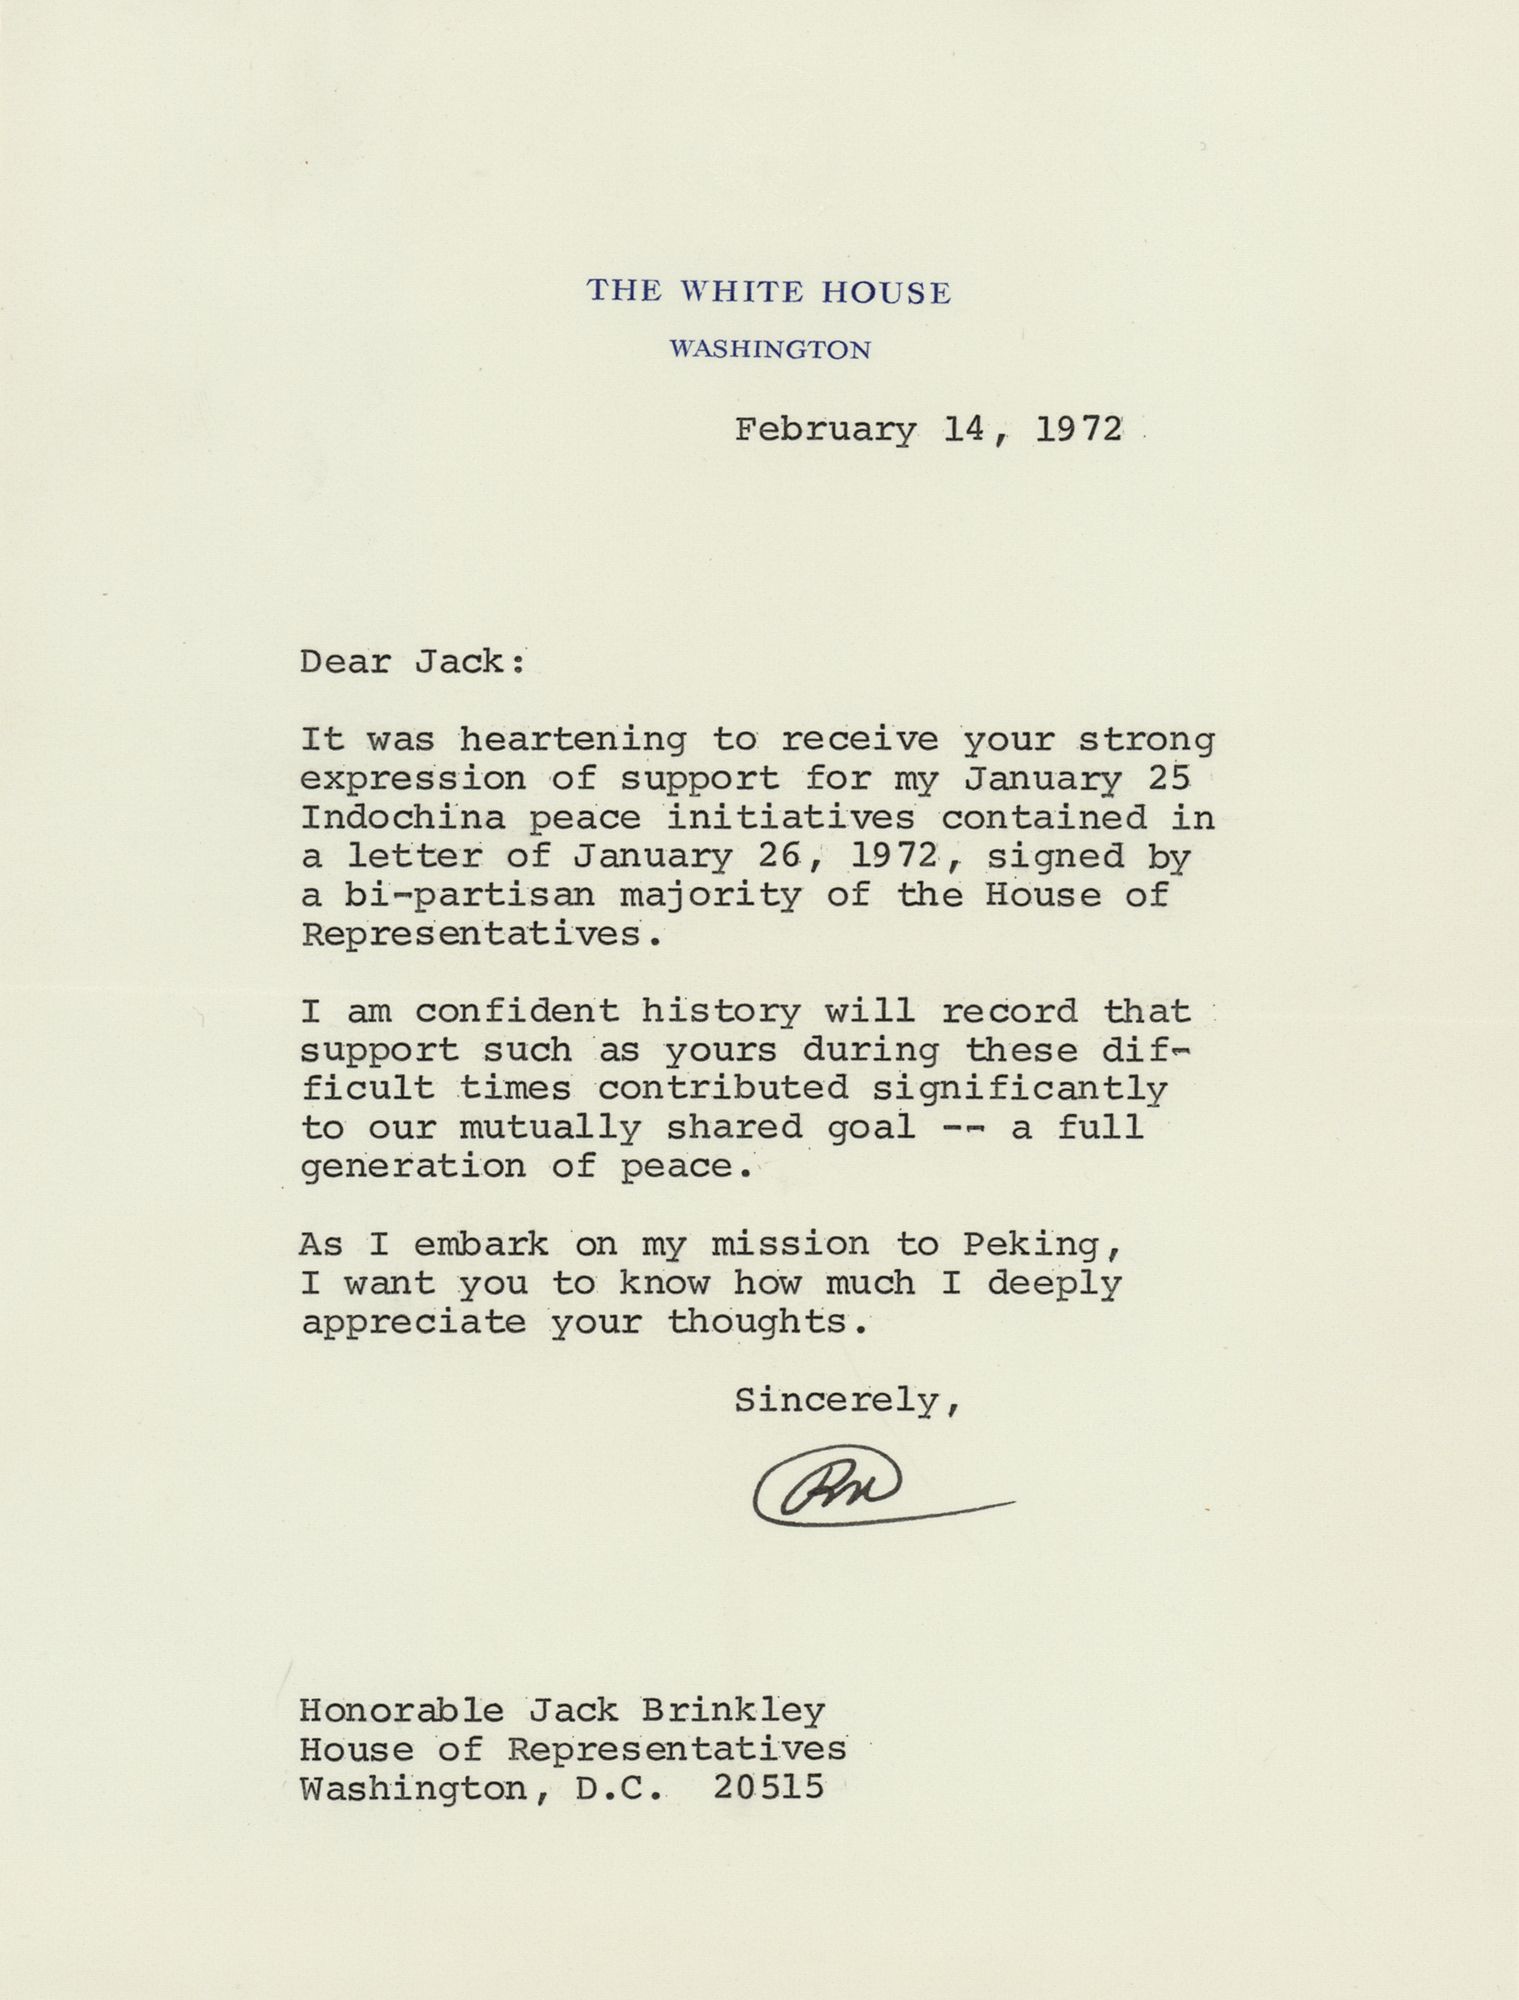 THE WHITE HOUSE
WASHINGTON
February 14, 1972
Dear Jack:
It was heartening to receive your strong
expression of support for my January 25
Indochina peace initiatives contained in
a letter of January 26, 1972, signed by
a bi-partisan majority of the House of
Representatives.
I am confident history will record that
support such as yours during these dif-
ficult times contributed significantly
to our mutually shared goal -- a full
generation of peace.
As I embark on my mission to Peking,
I want you to know how much I deeply
appreciate your thoughts.
Sincerely,
RN
Honorable Jack Brinkley
House of Representatives
Washington, D.C.  20515